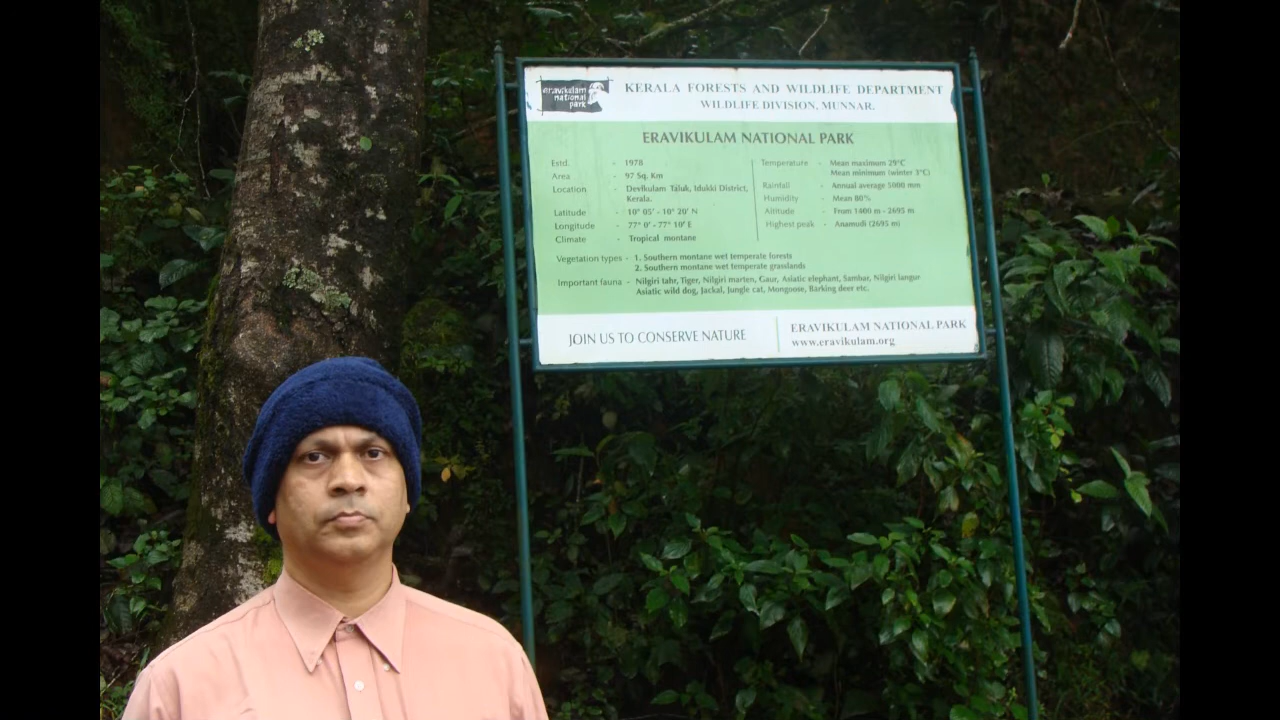 eravikulam
national
park
KERALA FORESTS AND WILDLIFE DEPARTMENT
WILDLIFE DIVISION, MUNNAR.
ERAVIKULAM NATIONAL PARK
Estd. - 1978
Area - 97 Sq. Km
Location - Devikulam Taluk, Idukki District,
Kerala.
Latitude - 10° 05' - 10° 20' N
Longitude - 77° 0' - 77° 10' E
Climate - Tropical montane
Temperature - Mean maximum 29°C
Mean minimum (winter 3°C)
Rainfall - Annual average 5000 mm
Humidity - Mean 80%
Altitude - From 1400 m - 2695 m
Highest peak - Anamudi (2695 m)
Vegetation types - 1. Southern montane wet temperate forests
2. Southern montane wet temperate grasslands
Important fauna - Nilgiri tahr, Tiger, Nilgiri marten, Gaur, Asiatic elephant, Sambar, Nilgiri langur
Asiatic wild dog, Jackal, Jungle cat, Mongoose, Barking deer etc.
JOIN US TO CONSERVE NATURE
ERAVIKULAM NATIONAL PARK
www.eravikulam.org